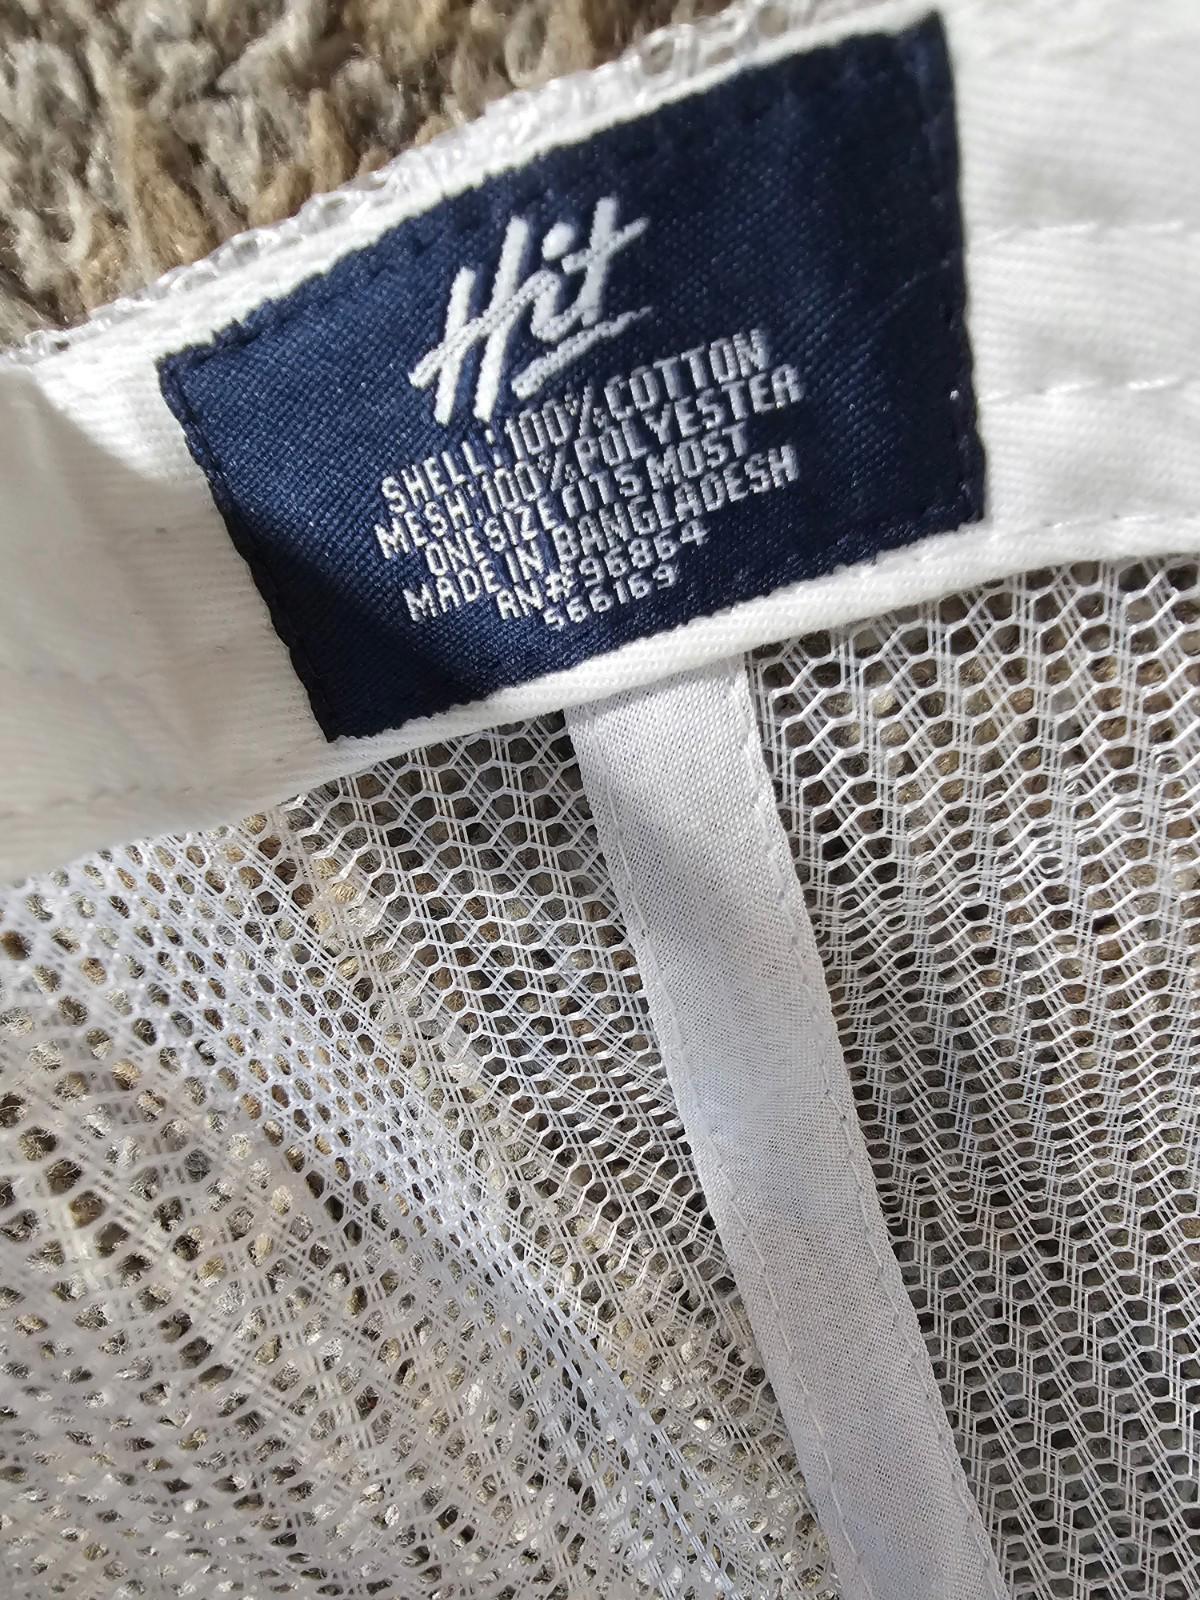 Hit
SHELL:100%COTTON
MESH:100%POLYESTER
ONE SIZE FITS MOST
MADE IN BANGLADESH
RN#96864
566169